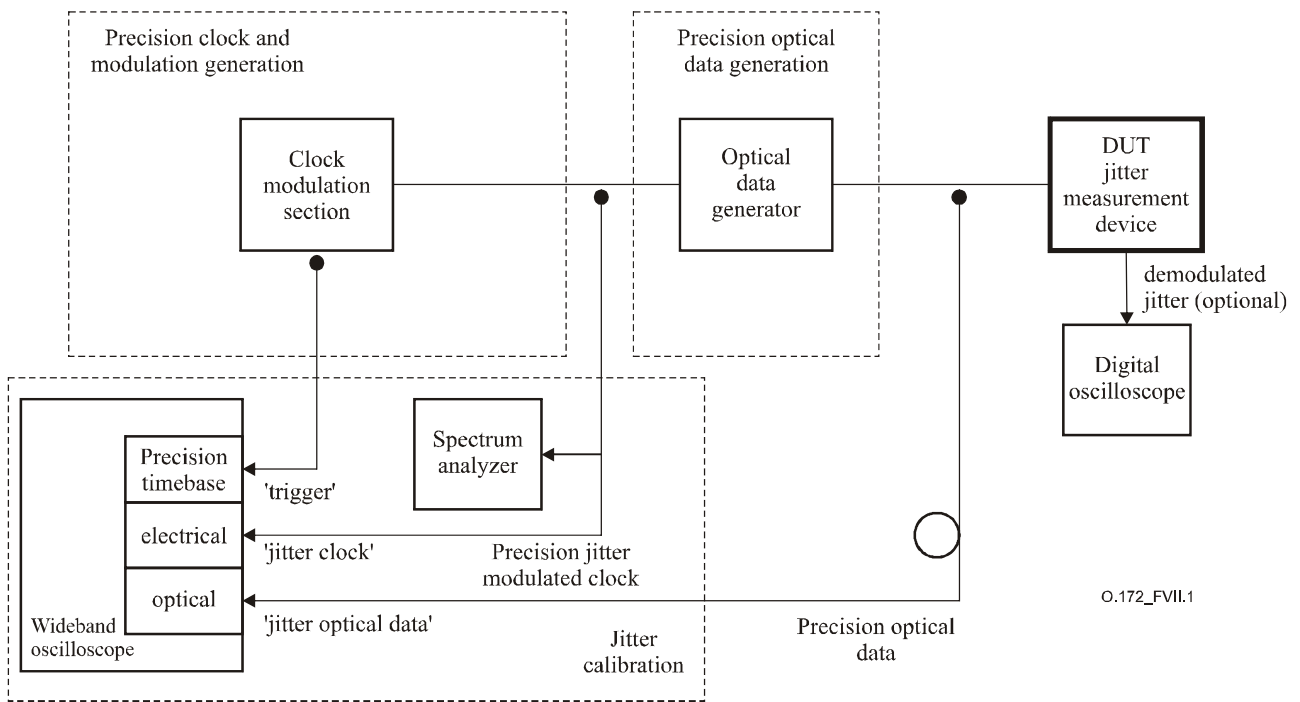 Precision clock and
modulation generation
Precision optical
data generation
Clock
modulation
section
Optical
data
generator
DUT
jitter
measurement
device
demodulated
jitter (optional)
Digital
oscilloscope
Spectrum
analyzer
Precision
timebase
'trigger'
electrical
'jitter clock'
Precision jitter
modulated clock
optical
'jitter optical data'
Wideband
oscilloscope
Jitter
calibration
Precision optical
data
O.172_FVII.1